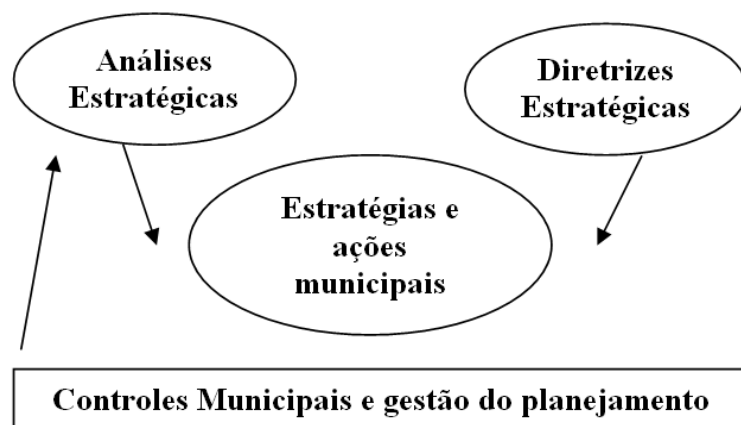 Análises
Estratégicas
Diretrizes
Estratégicas
Estratégias e
ações
municipais
Controles Municipais e gestão do planejamento